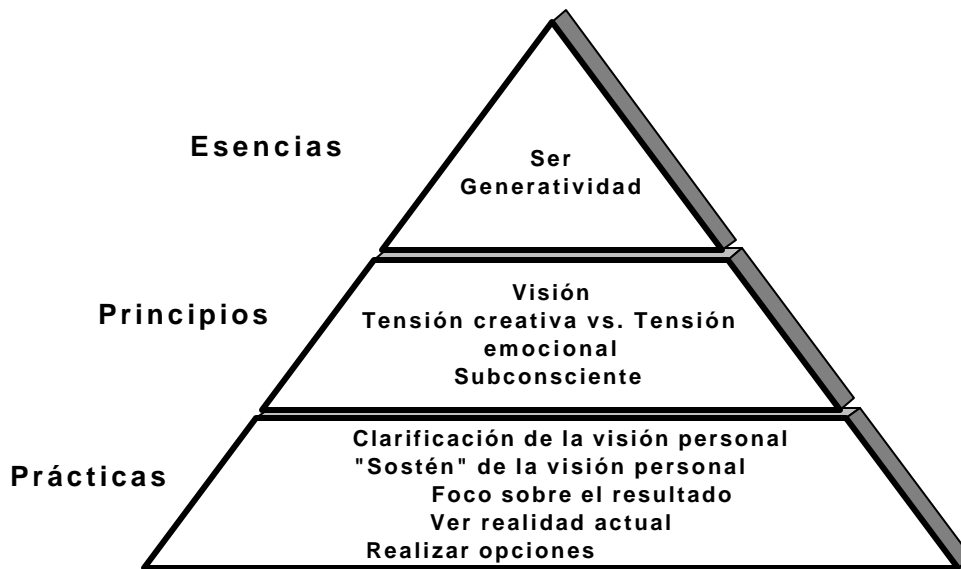 Esencias
Ser
Generatividad
Principios
Visión
Tensión creativa vs. Tensión
emocional
Subconsciente
Prácticas
Clarificación de la visión personal
"Sostén" de la visión personal
Foco sobre el resultado
Ver realidad actual
Realizar opciones